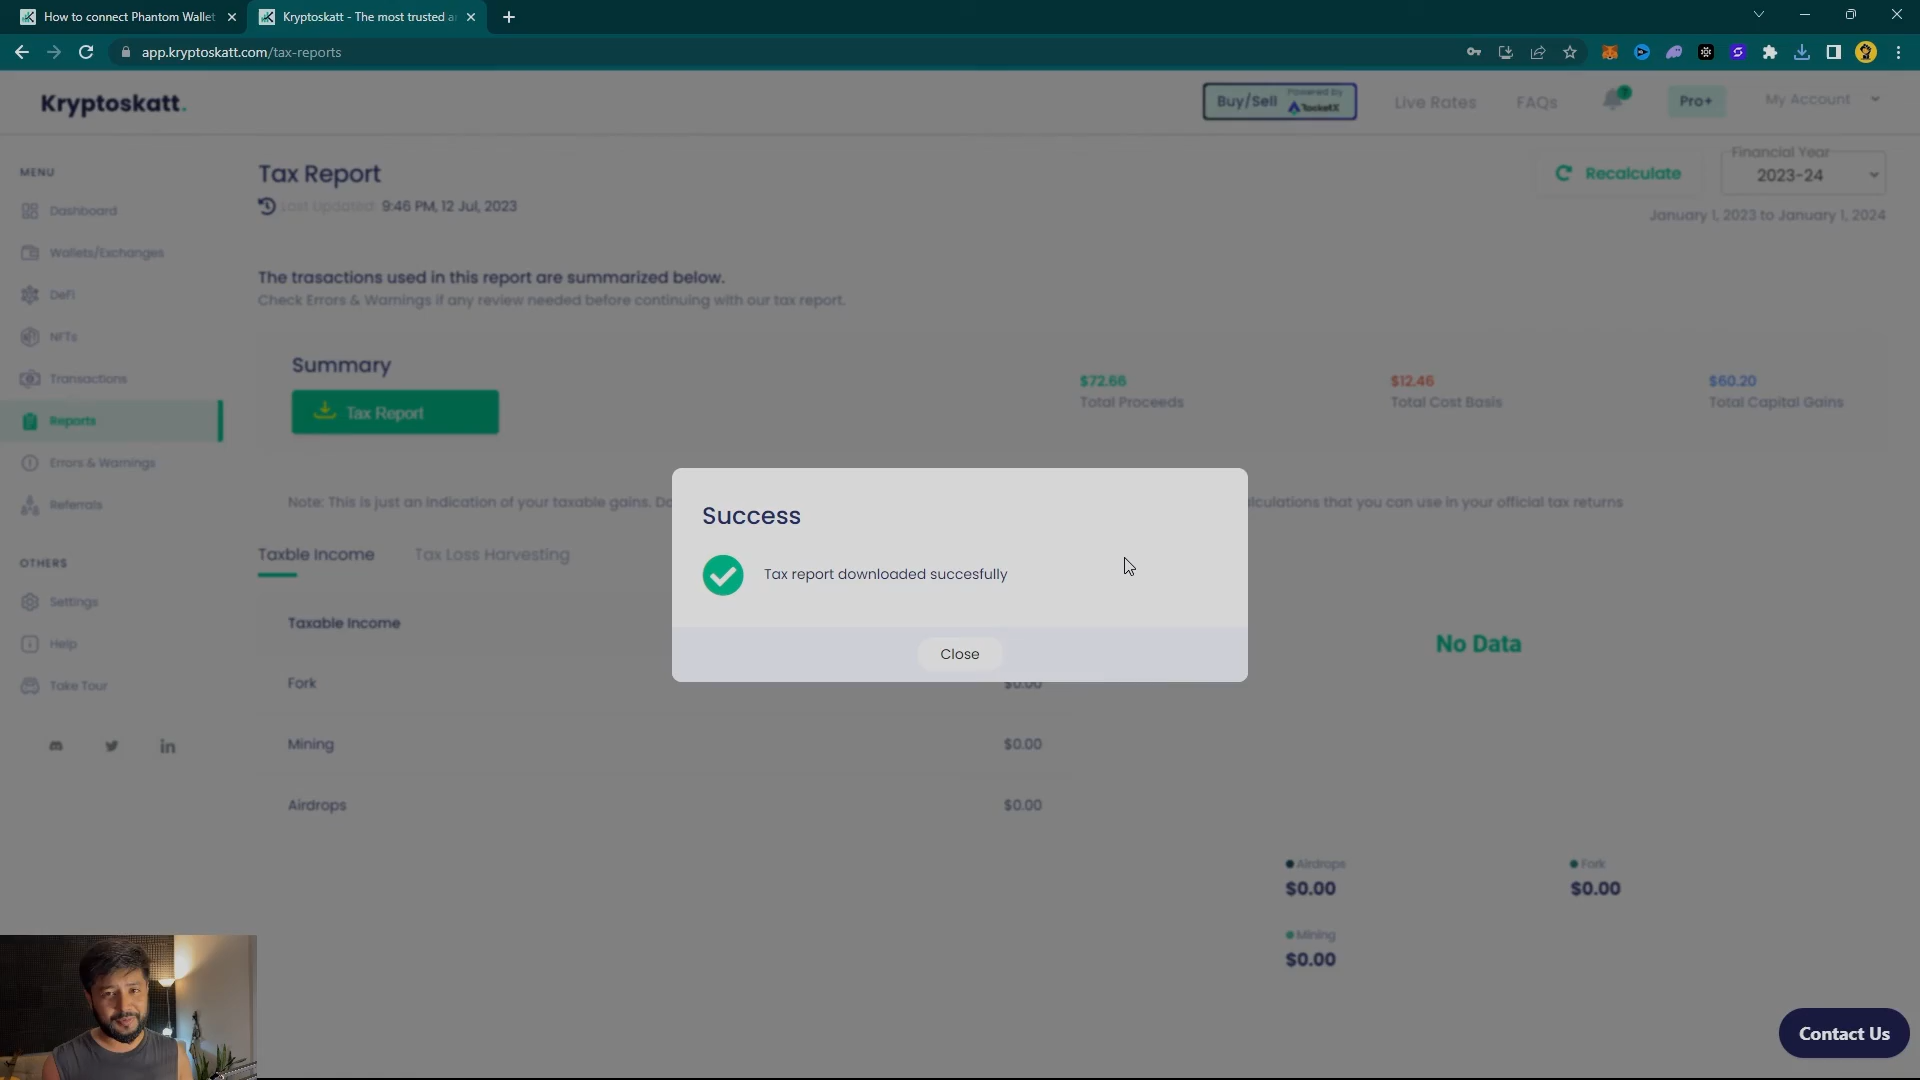 How to connect Phantom Wallet
Kryptoskatt - The most trusted a
app.kryptoskatt.com/tax-reports
Kryptoskatt.
Buy/Sell
Powered by
RocketX
Live Rates
FAQs
Pro+
My Account
MENU
Dashboard
Wallets/Exchanges
DeFi
NFTs
Transactions
Reports
Errors & Warnings
Referrals
OTHERS
Settings
Help
Take Tour
Tax Report
Last Updated: 9:46 PM, 12 Jul, 2023
Recalculate
Financial Year
2023-24
January 1, 2023 to January 1, 2024
The trasactions used in this report are summarized below.
Check Errors & Warnings if any review needed before continuing with our tax report.
Summary
Tax Report
$72.66
Total Proceeds
$12.46
Total Cost Basis
$60.20
Total Capital Gains
Note: This is just an indication of your taxable gains. lculations that you can use in your official tax returns
Success
Tax report downloaded succesfully
Close
Taxble Income
Tax Loss Harvesting
Taxable Income
Fork
$0.00
Mining
$0.00
Airdrops
$0.00
No Data
Airdrops
$0.00
Fork
$0.00
Mining
$0.00
Contact Us